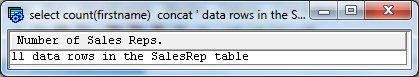 select count(firstname)  concat ' data rows in the S...
Number of Sales Reps.
11 data rows in the SalesRep table